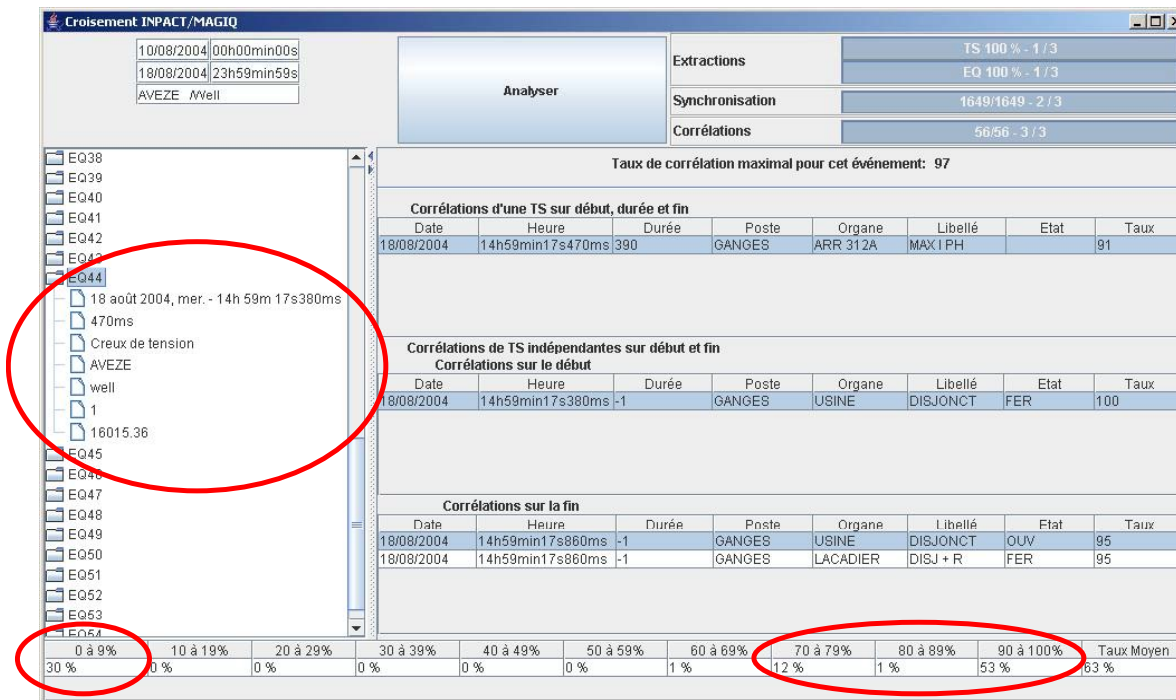 Croisement INPACT/MAGIQ
10/08/2004 00h00min00s
18/08/2004 23h59min59s
AVEZE /Well
Analyser
Extractions
TS 100 % - 1 / 3
EQ 100 % - 1 / 3
Synchronisation
1649/1649 - 2 / 3
Corrélations
56/56 - 3 / 3
EQ38
EQ39
EQ40
EQ41
EQ42
EQ43
EQ44
18 août 2004, mer. - 14h 59m 17s380ms
470ms
Creux de tension
AVEZE
well
1
16015.36
EQ45
EQ46
EQ47
EQ48
EQ49
EQ50
EQ51
EQ52
EQ53
EQ54
Taux de corrélation maximal pour cet événement: 97
Corrélations d'une TS sur début, durée et fin
Date Heure Durée Poste Organe Libellé Etat Taux
18/08/2004 14h59min17s470ms 390 GANGES ARR 312A MAX I PH 91
Corrélations de TS indépendantes sur début et fin
Corrélations sur le début
Date Heure Durée Poste Organe Libellé Etat Taux
18/08/2004 14h59min17s380ms -1 GANGES USINE DISJONCT FER 100
Corrélations sur la fin
Date Heure Durée Poste Organe Libellé Etat Taux
18/08/2004 14h59min17s860ms -1 GANGES USINE DISJONCT OUV 95
18/08/2004 14h59min17s860ms -1 GANGES LACADIER DISJ + R FER 95
0 à 9% 10 à 19% 20 à 29% 30 à 39% 40 à 49% 50 à 59% 60 à 69% 70 à 79% 80 à 89% 90 à 100% Taux Moyen
30 % 0 % 0 % 0 % 0 % 0 % 1 % 12 % 1 % 53 % 63 %